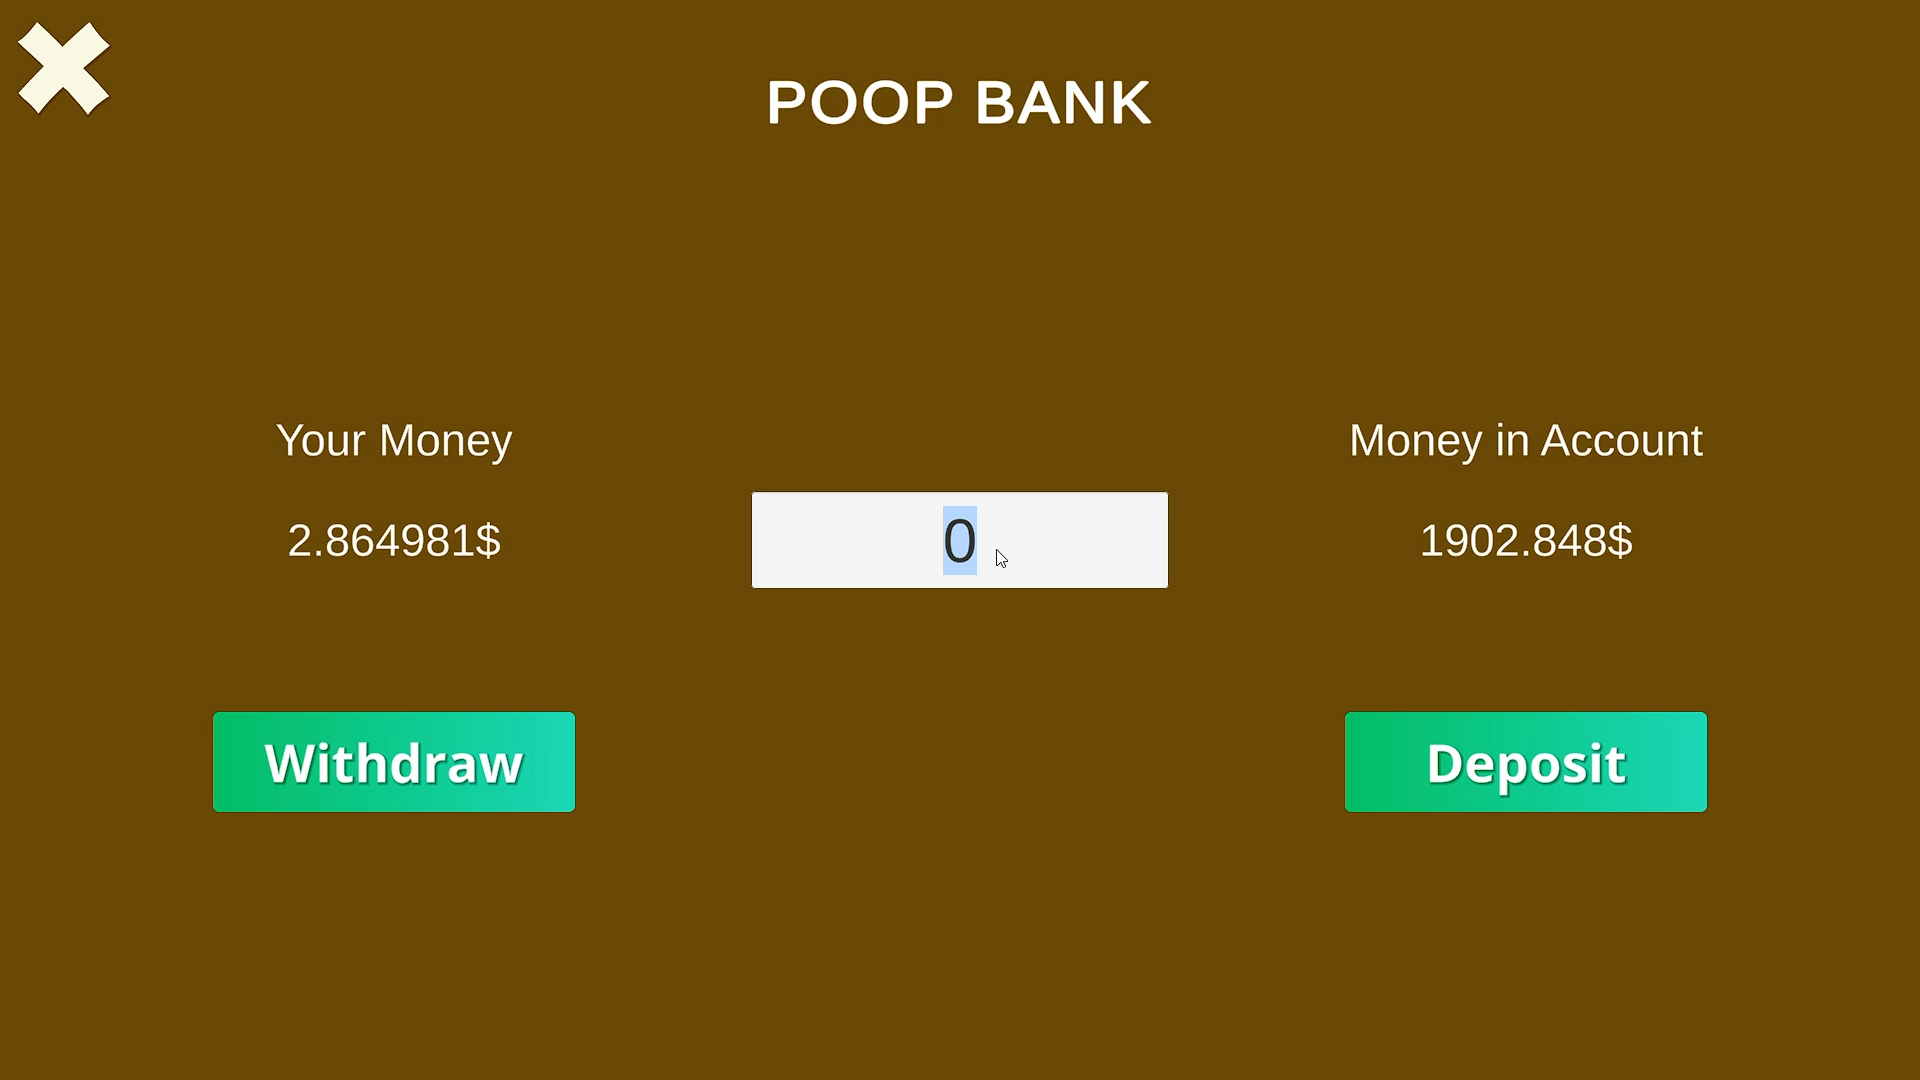 POOP BANK
Your Money
Money in Account
2.864981$
0
1902.848$
Withdraw
Deposit